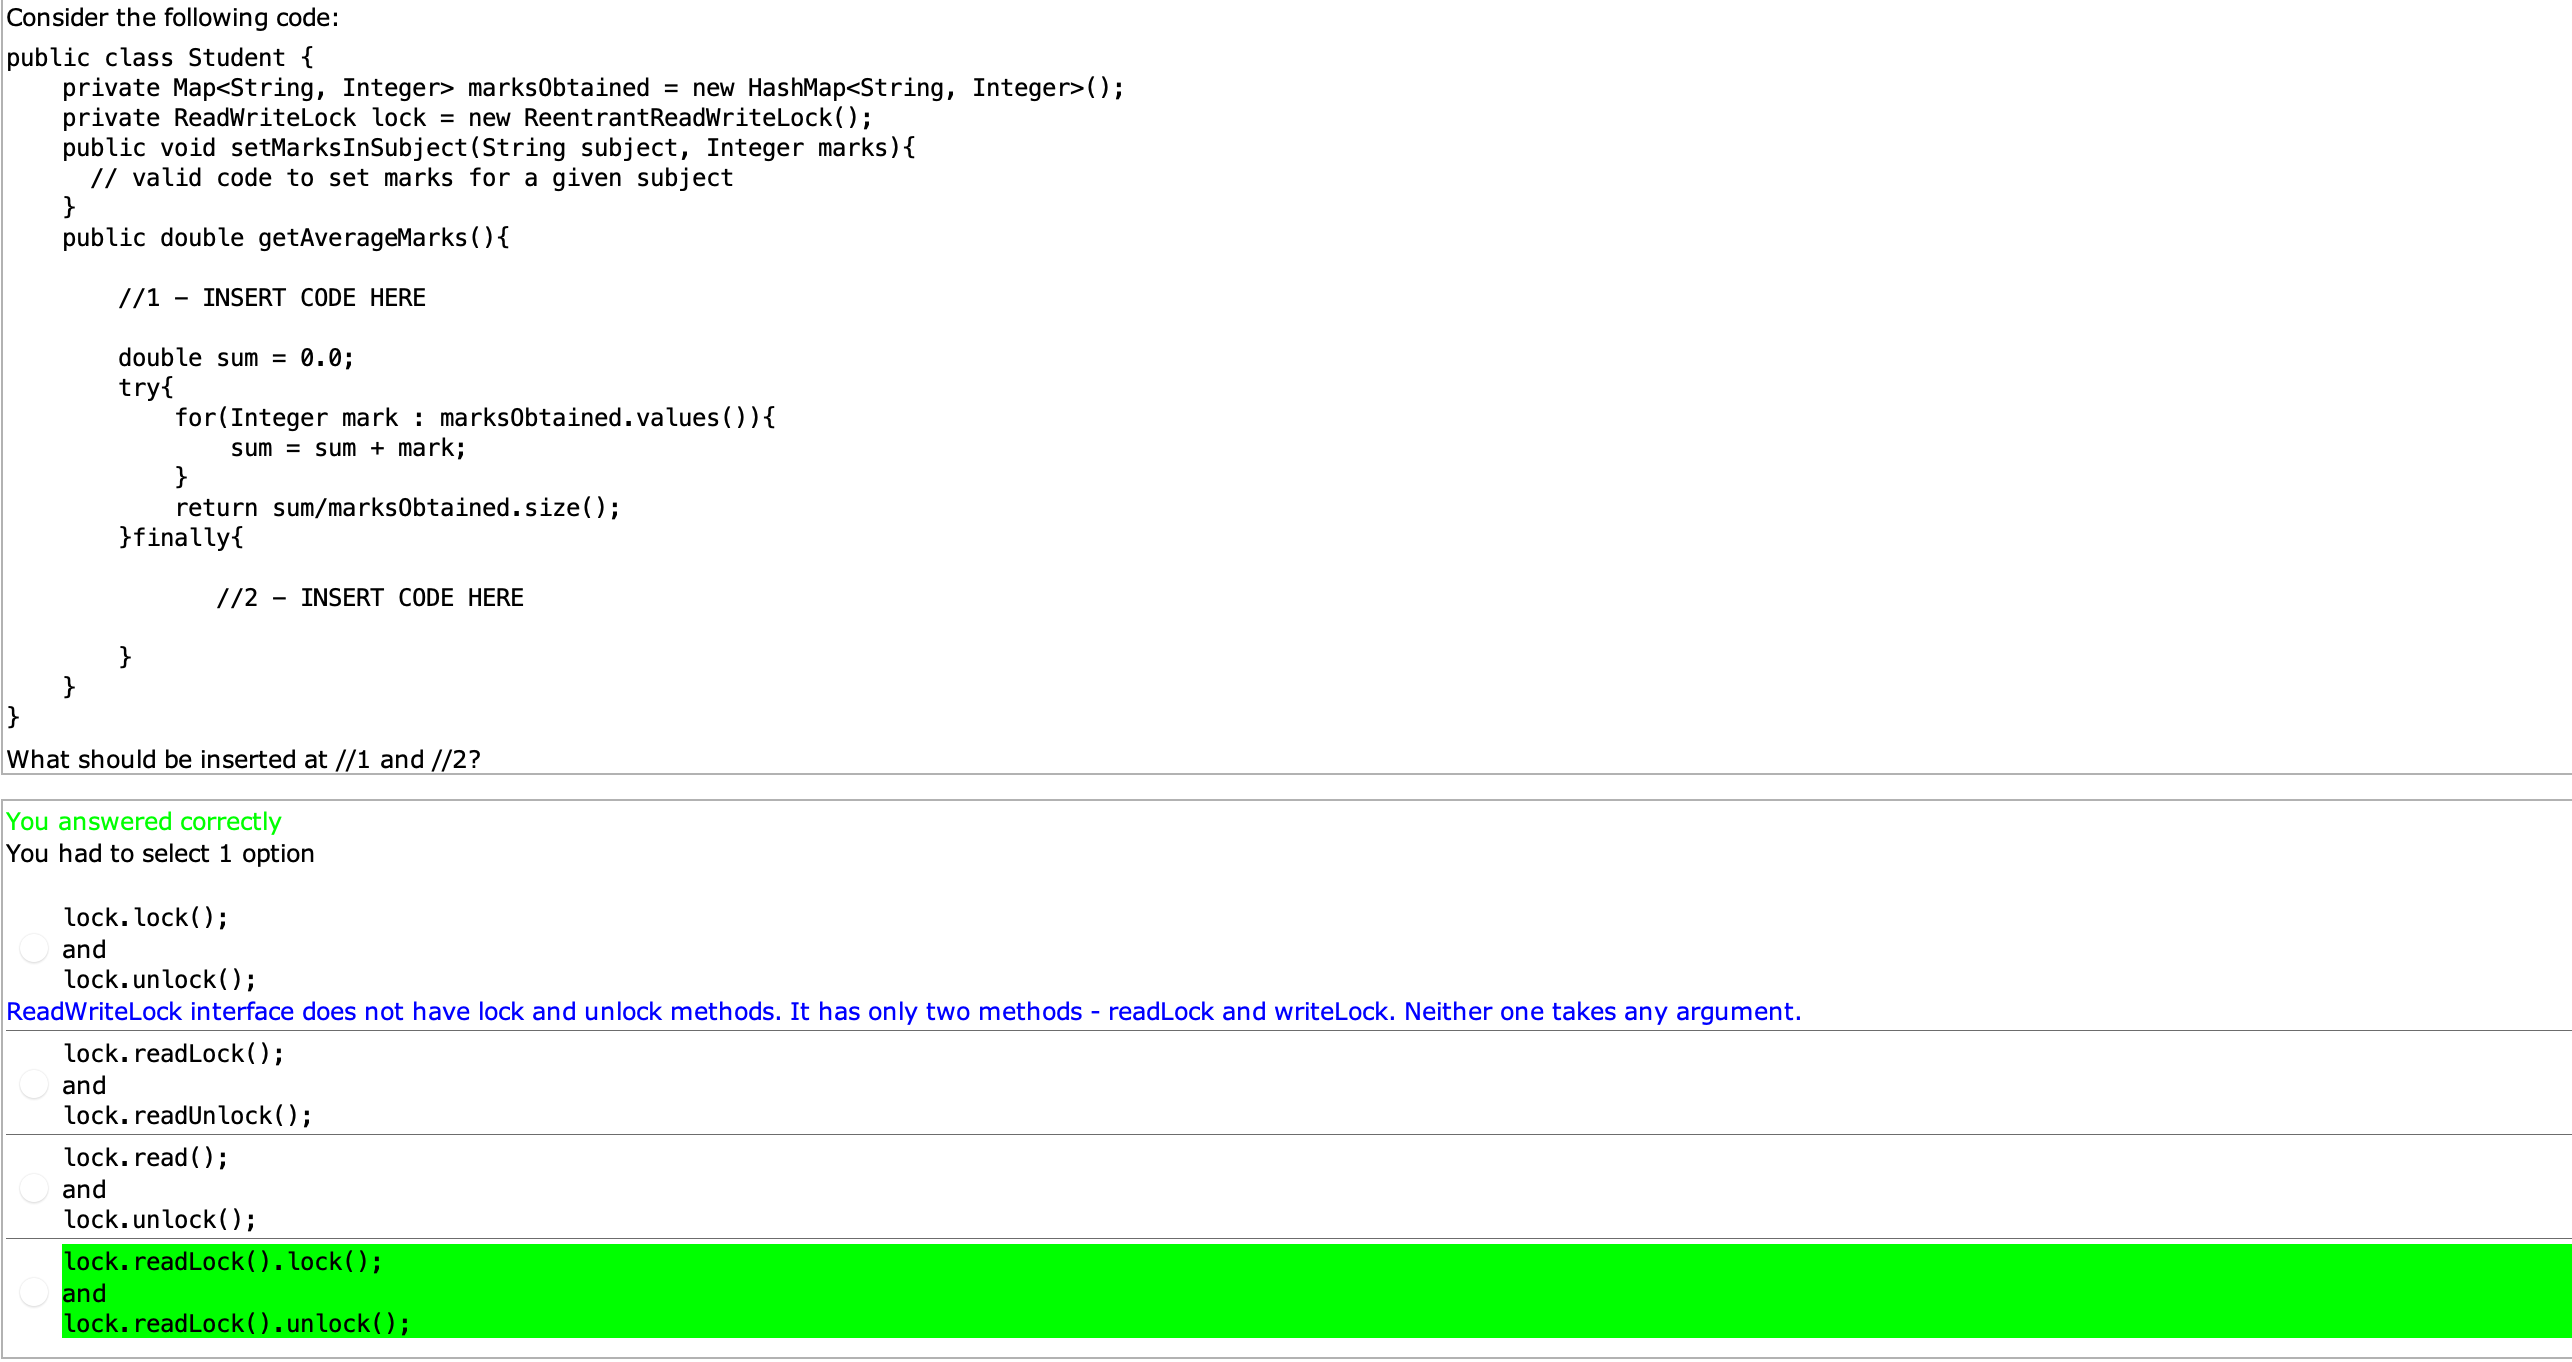 Consider the following code:
public class Student {
    private Map<String, Integer> marksObtained = new HashMap<String, Integer>();
    private ReadWriteLock lock = new ReentrantReadWriteLock();
    public void setMarksInSubject(String subject, Integer marks){
      // valid code to set marks for a given subject
    }
    public double getAverageMarks(){
        //1 – INSERT CODE HERE
        double sum = 0.0;
        try{
            for(Integer mark : marksObtained.values()){
                sum = sum + mark;
            }
            return sum/marksObtained.size();
        }finally{
               //2 – INSERT CODE HERE
        }
    }
}
What should be inserted at //1 and //2?
You answered correctly
You had to select 1 option
lock.lock();
and
lock.unlock();
ReadWriteLock interface does not have lock and unlock methods. It has only two methods - readLock and writeLock. Neither one takes any argument.
lock.readLock();
and
lock.readUnlock();
lock.read();
and
lock.unlock();
lock.readLock().lock();
and
lock.readLock().unlock();